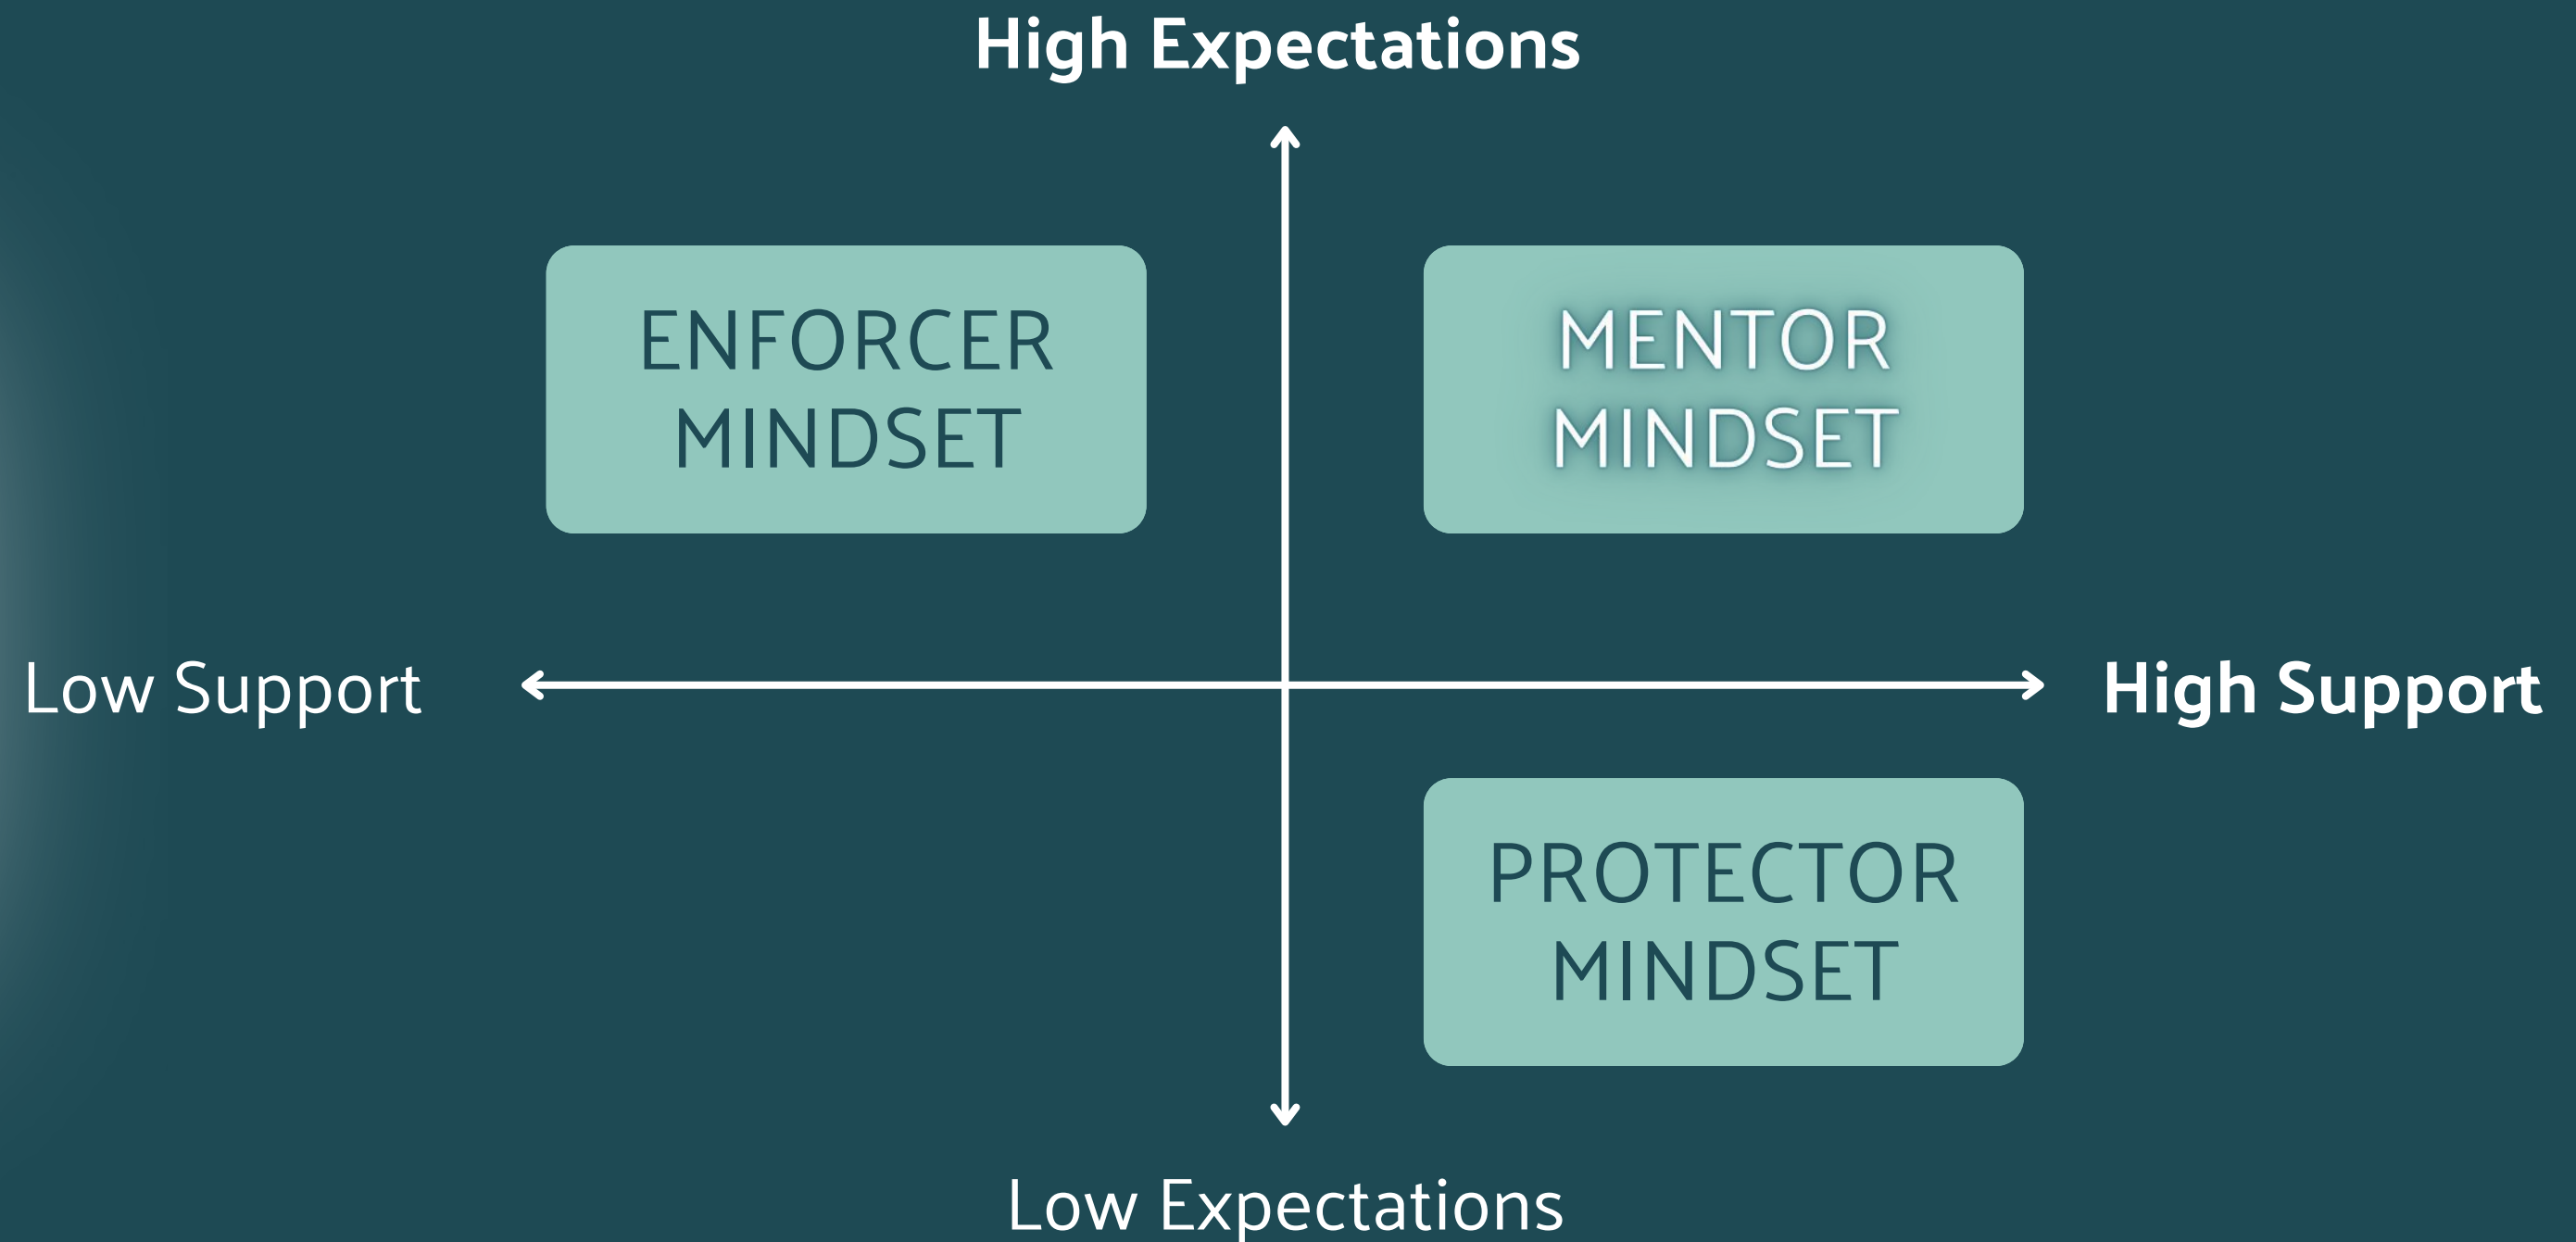 High Expectations
ENFORCER
MINDSET
MENTOR
MINDSET
Low Support
High Support
PROTECTOR
MINDSET
Low Expectations